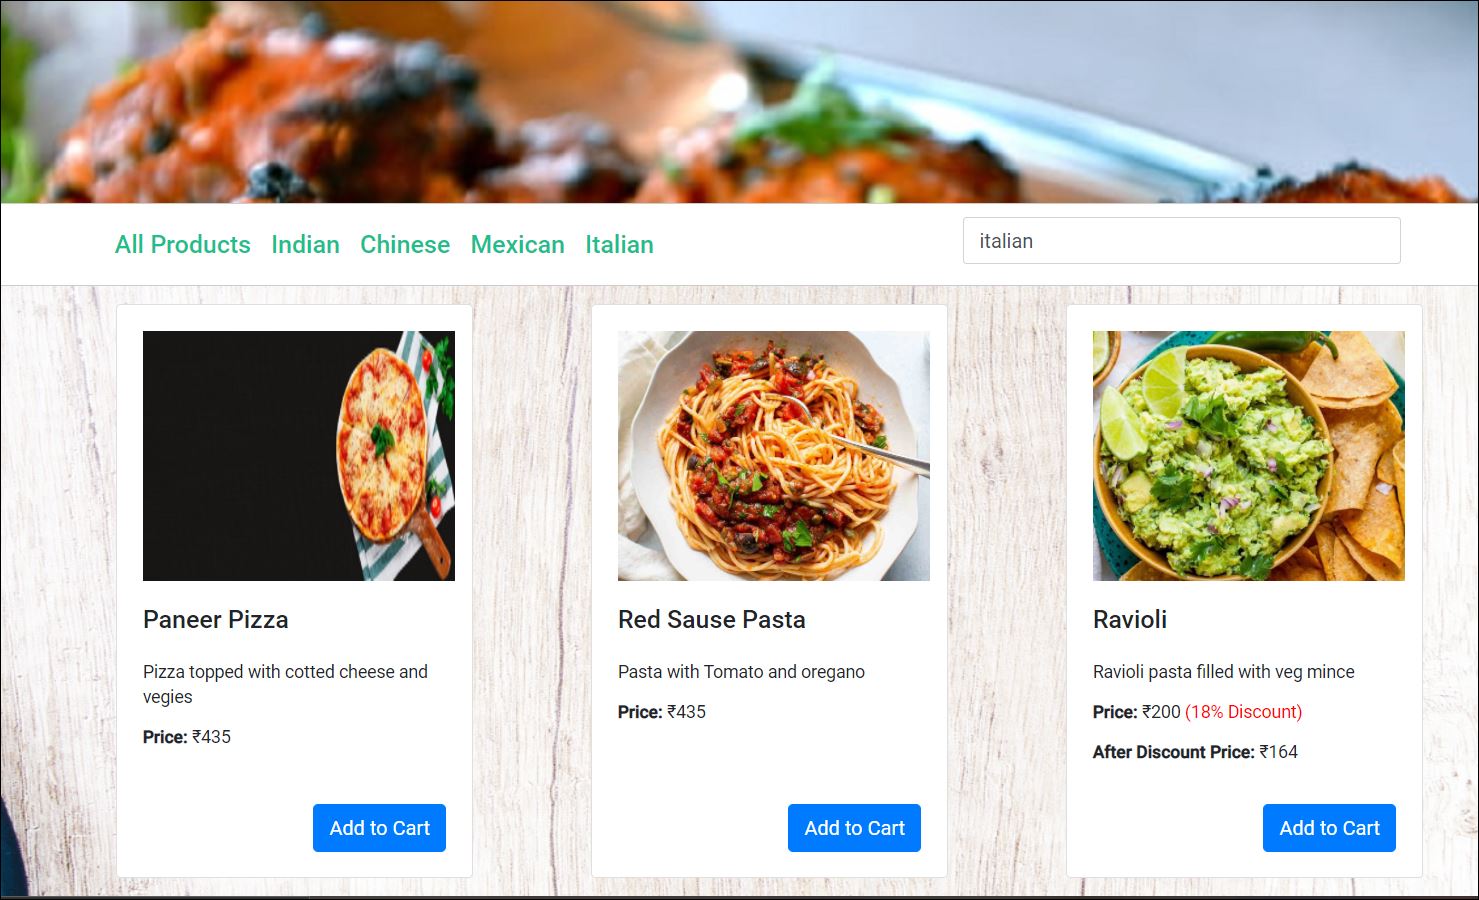 All Products Indian Chinese Mexican Italian
italian
Paneer Pizza
Pizza topped with cotted cheese and
vegies
Price: ₹435
Add to Cart
Red Sause Pasta
Pasta with Tomato and oregano
Price: ₹435
Add to Cart
Ravioli
Ravioli pasta filled with veg mince
Price: ₹200 (18% Discount)
After Discount Price: ₹164
Add to Cart